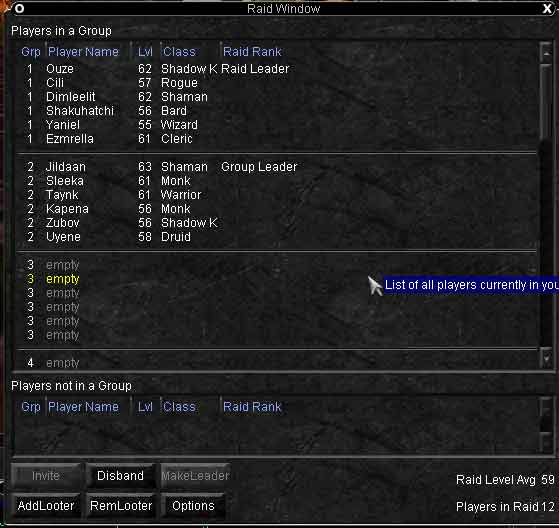 O Raid Window X
Players in a Group
Grp Player Name Lvl Class Raid Rank
1 Ouze 62 Shadow K Raid Leader
1 Cili 57 Rogue
1 Dimleelit 62 Shaman
1 Shakuhatchi 56 Bard
1 Yaniel 55 Wizard
1 Ezmrella 61 Cleric
2 Jildaan 63 Shaman Group Leader
2 Sleeka 61 Monk
2 Taynk 61 Warrior
2 Kapena 56 Monk
2 Zubov 56 Shadow K
2 Uyene 58 Druid
3 empty
3 empty
3 empty
3 empty
3 empty
3 empty
List of all players currently in you
4 empty
Players not in a Group
Grp Player Name Lvl Class Raid Rank
Invite Disband MakeLeader
Raid Level Avg 59
AddLooter RemLooter Options
Players in Raid 12